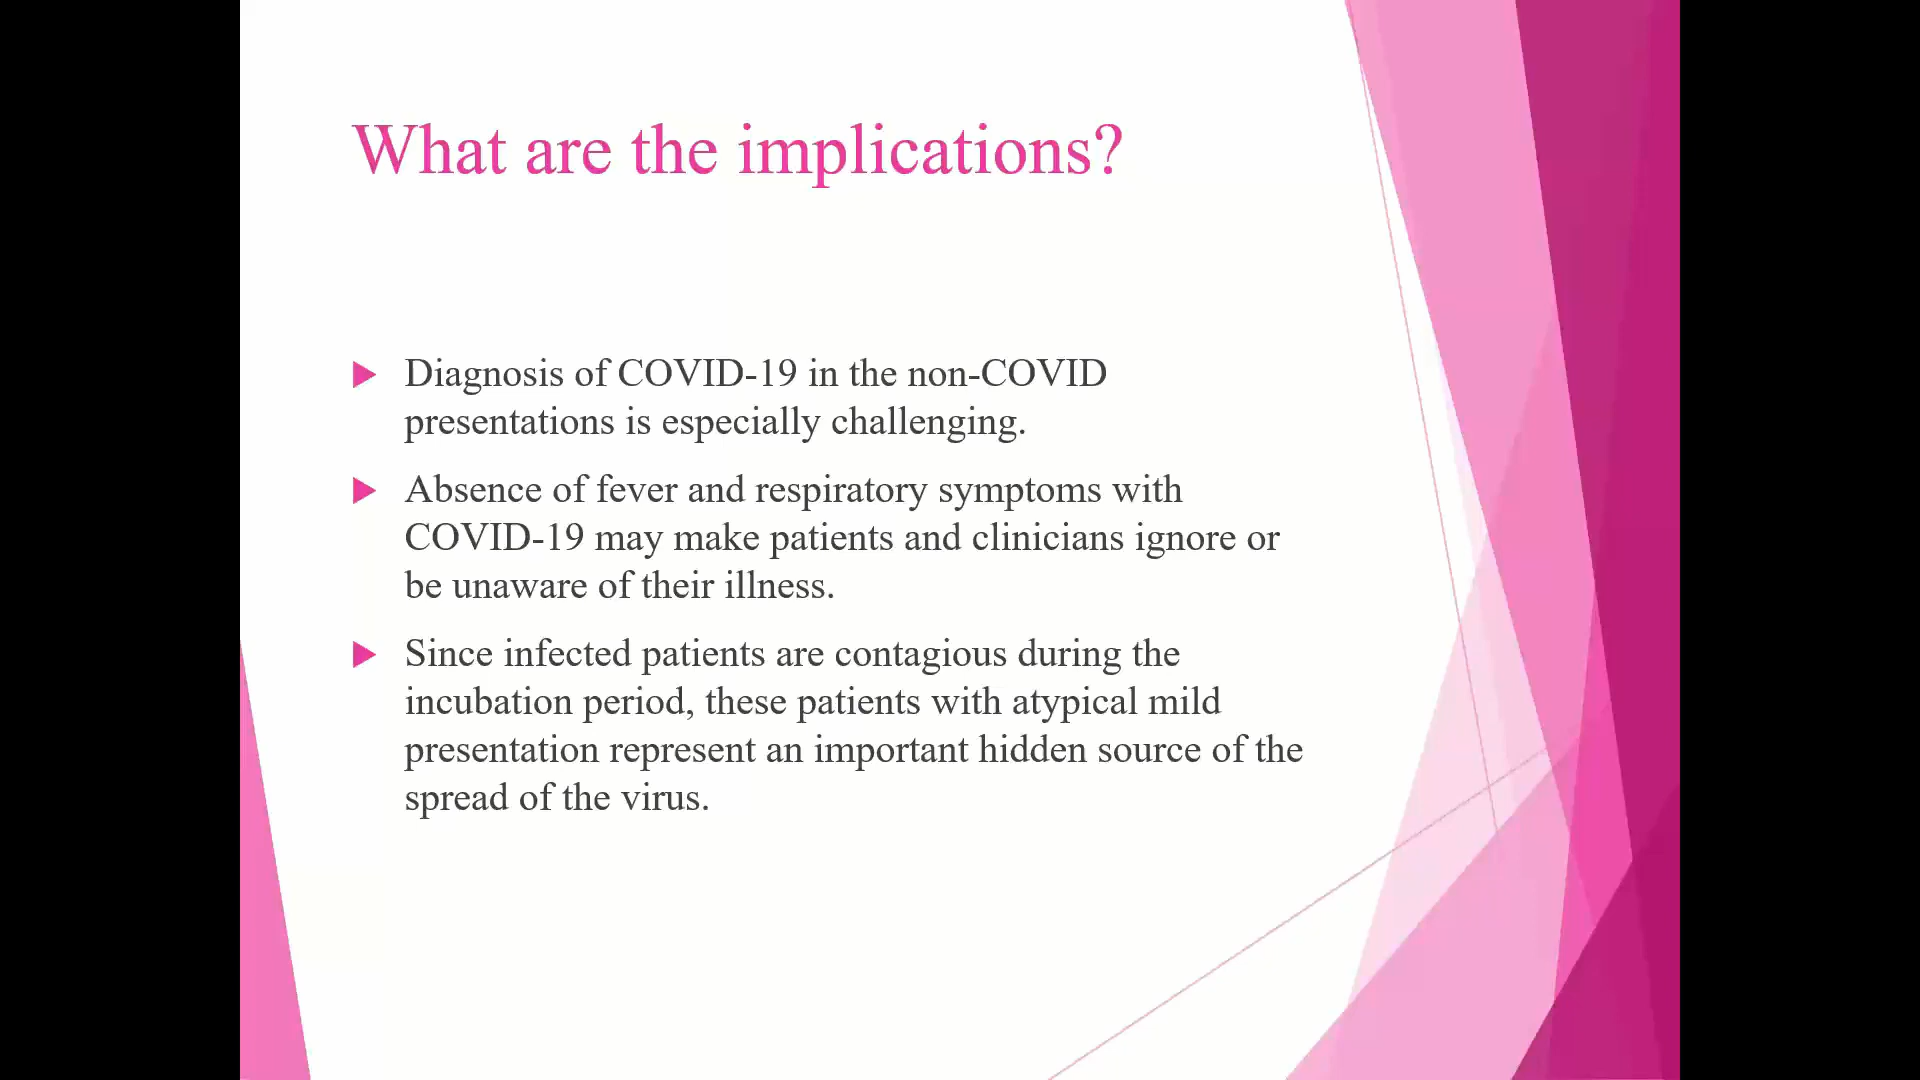 What are the implications?
Diagnosis of COVID-19 in the non-COVID
presentations is especially challenging.
Absence of fever and respiratory symptoms with
COVID-19 may make patients and clinicians ignore or
be unaware of their illness.
Since infected patients are contagious during the
incubation period, these patients with atypical mild
presentation represent an important hidden source of the
spread of the virus.